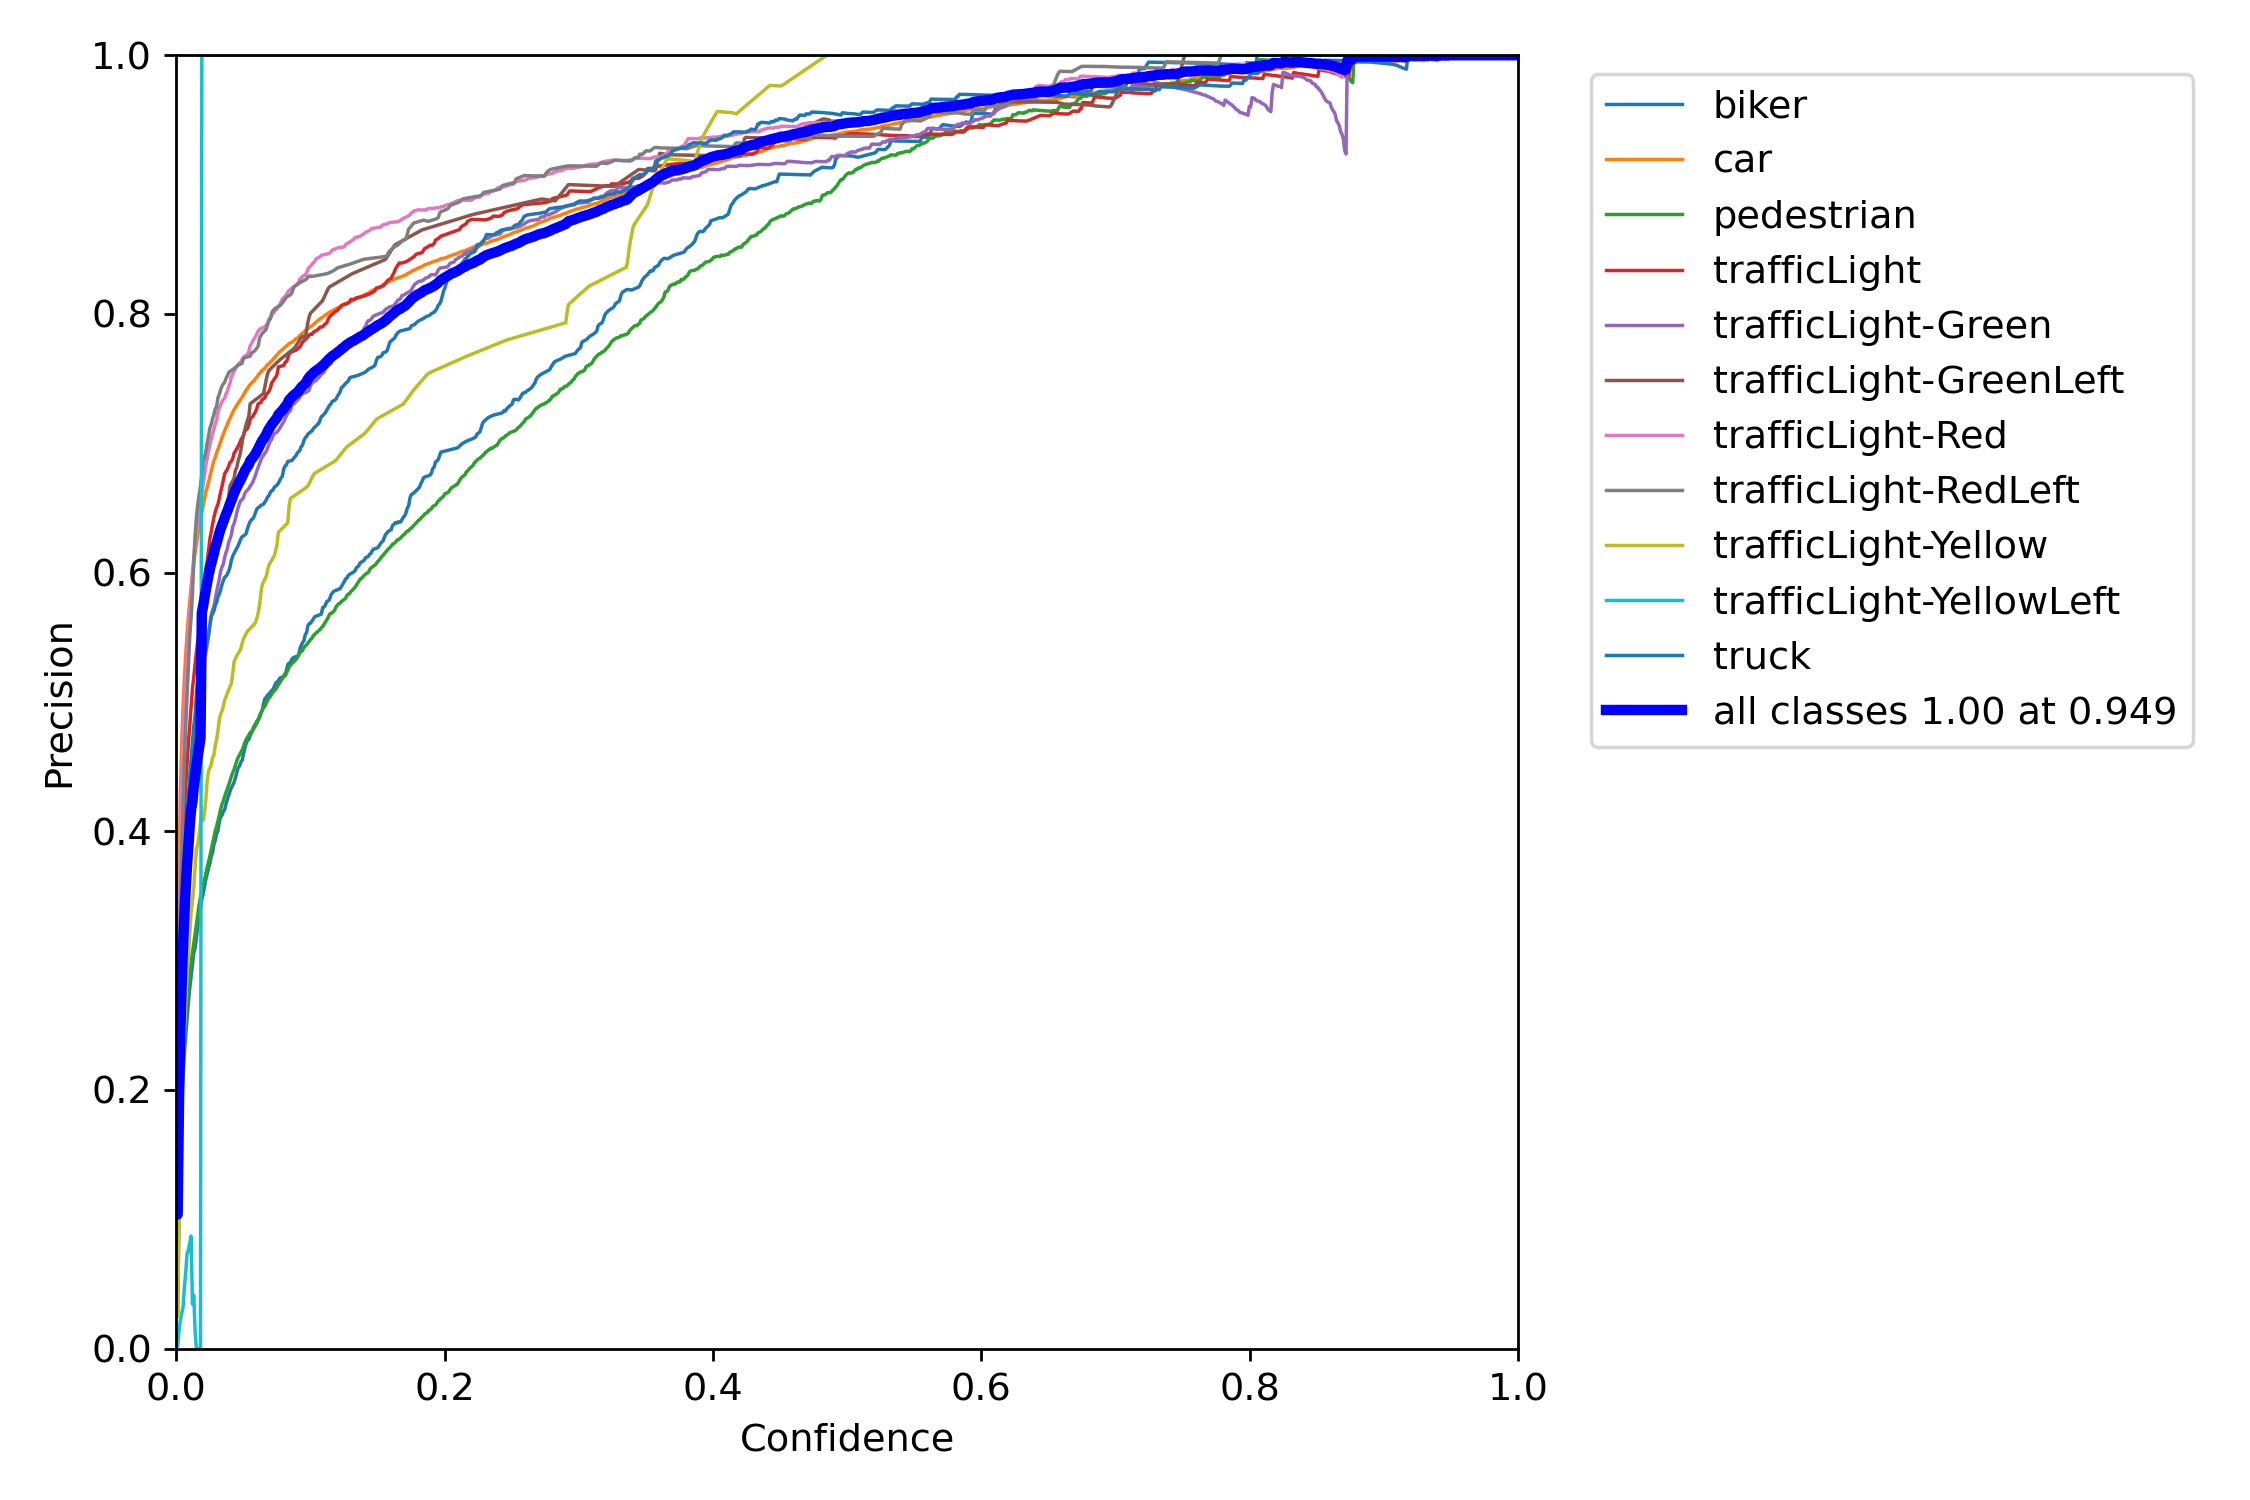 1.0
0.8
0.6
0.4
0.2
0.0
0.0 0.2 0.4 0.6 0.8 1.0
Precision
Confidence
biker
car
pedestrian
trafficLight
trafficLight-Green
trafficLight-GreenLeft
trafficLight-Red
trafficLight-RedLeft
trafficLight-Yellow
trafficLight-YellowLeft
truck
all classes 1.00 at 0.949